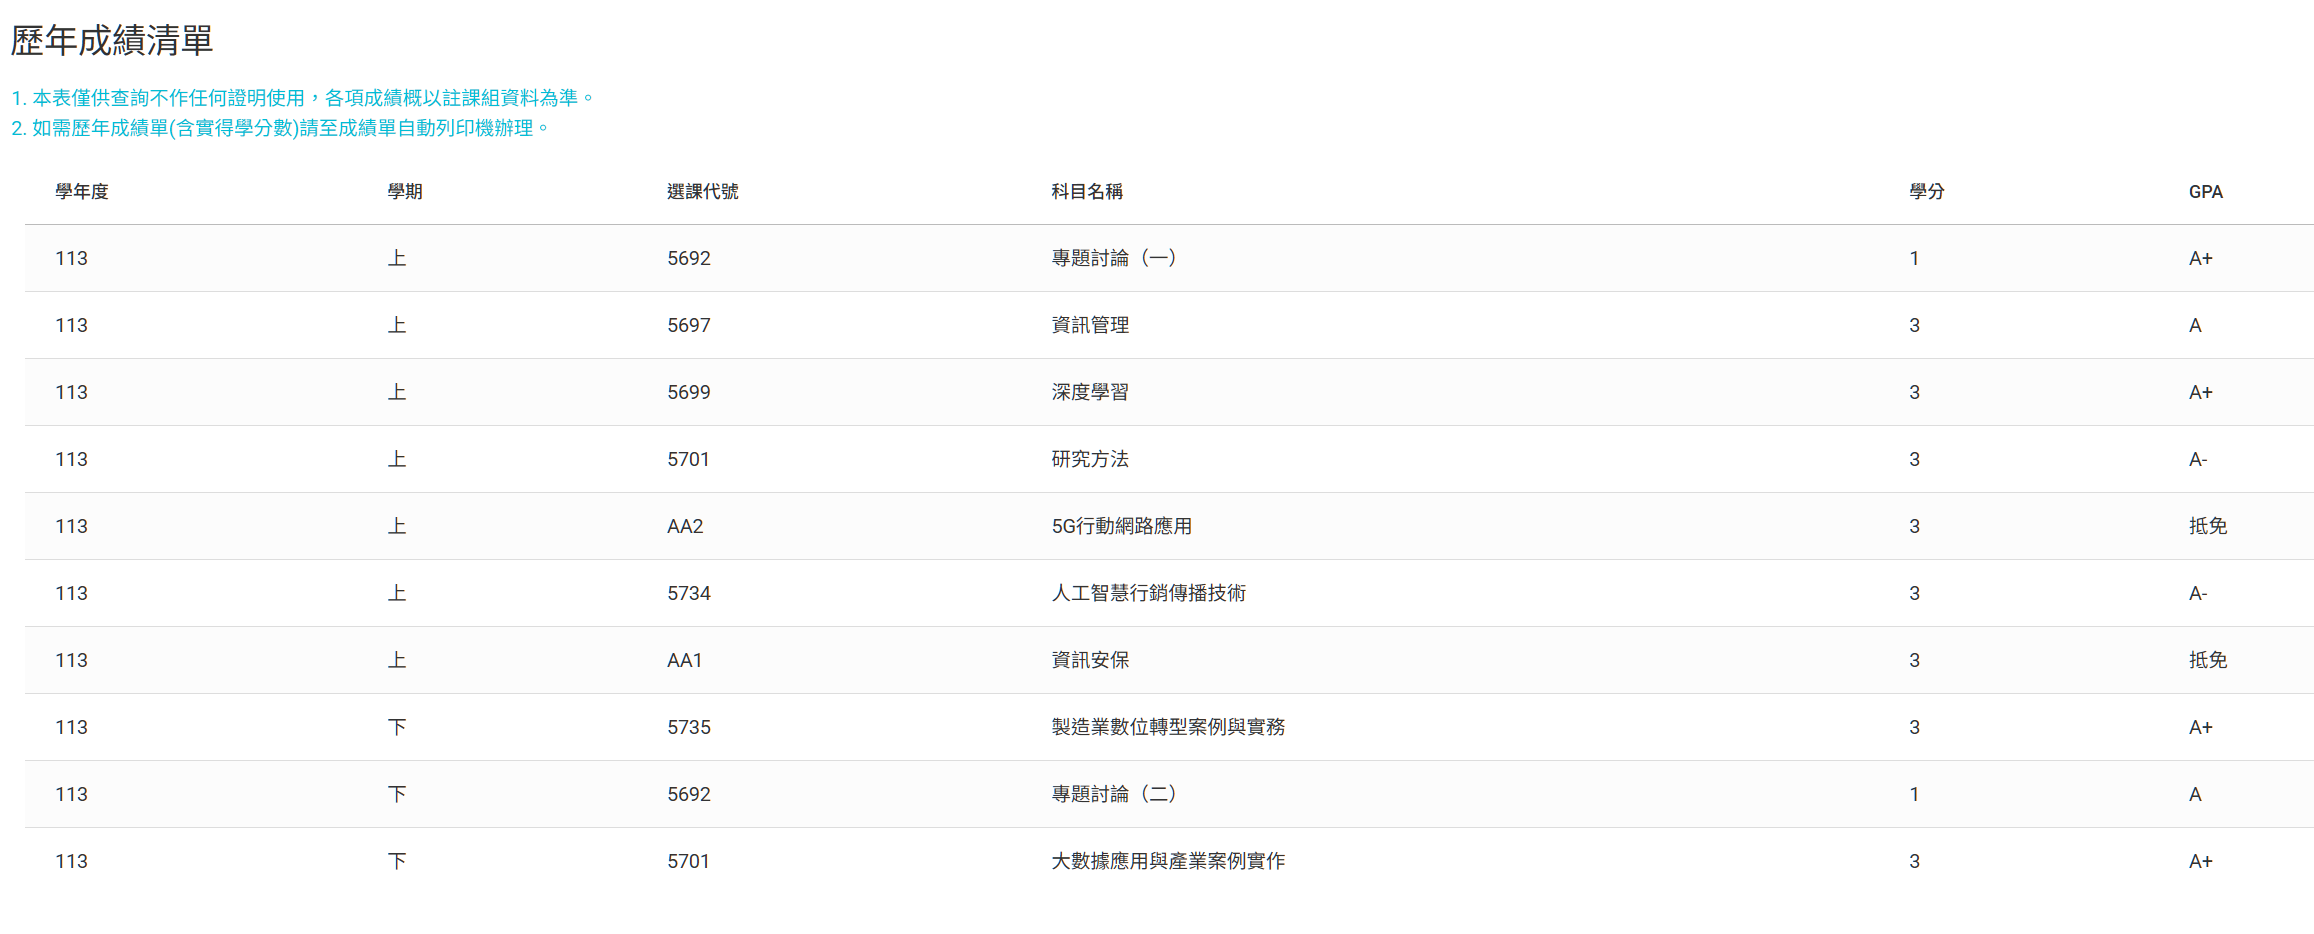 歷年成績清單
1. 本表僅供查詢不作任何證明使用，各項成績概以註課組資料為準。
2. 如需歷年成績單(含實得學分數)請至成績單自動列印機辦理。
學年度 學期 選課代號 科目名稱 學分 GPA
113 上 5692 專題討論（一） 1 A+
113 上 5697 資訊管理 3 A
113 上 5699 深度學習 3 A+
113 上 5701 研究方法 3 A-
113 上 AA2 5G行動網路應用 3 抵免
113 上 5734 人工智慧行銷傳播技術 3 A-
113 上 AA1 資訊安保 3 抵免
113 下 5735 製造業數位轉型案例與實務 3 A+
113 下 5692 專題討論（二） 1 A
113 下 5701 大數據應用與產業案例實作 3 A+